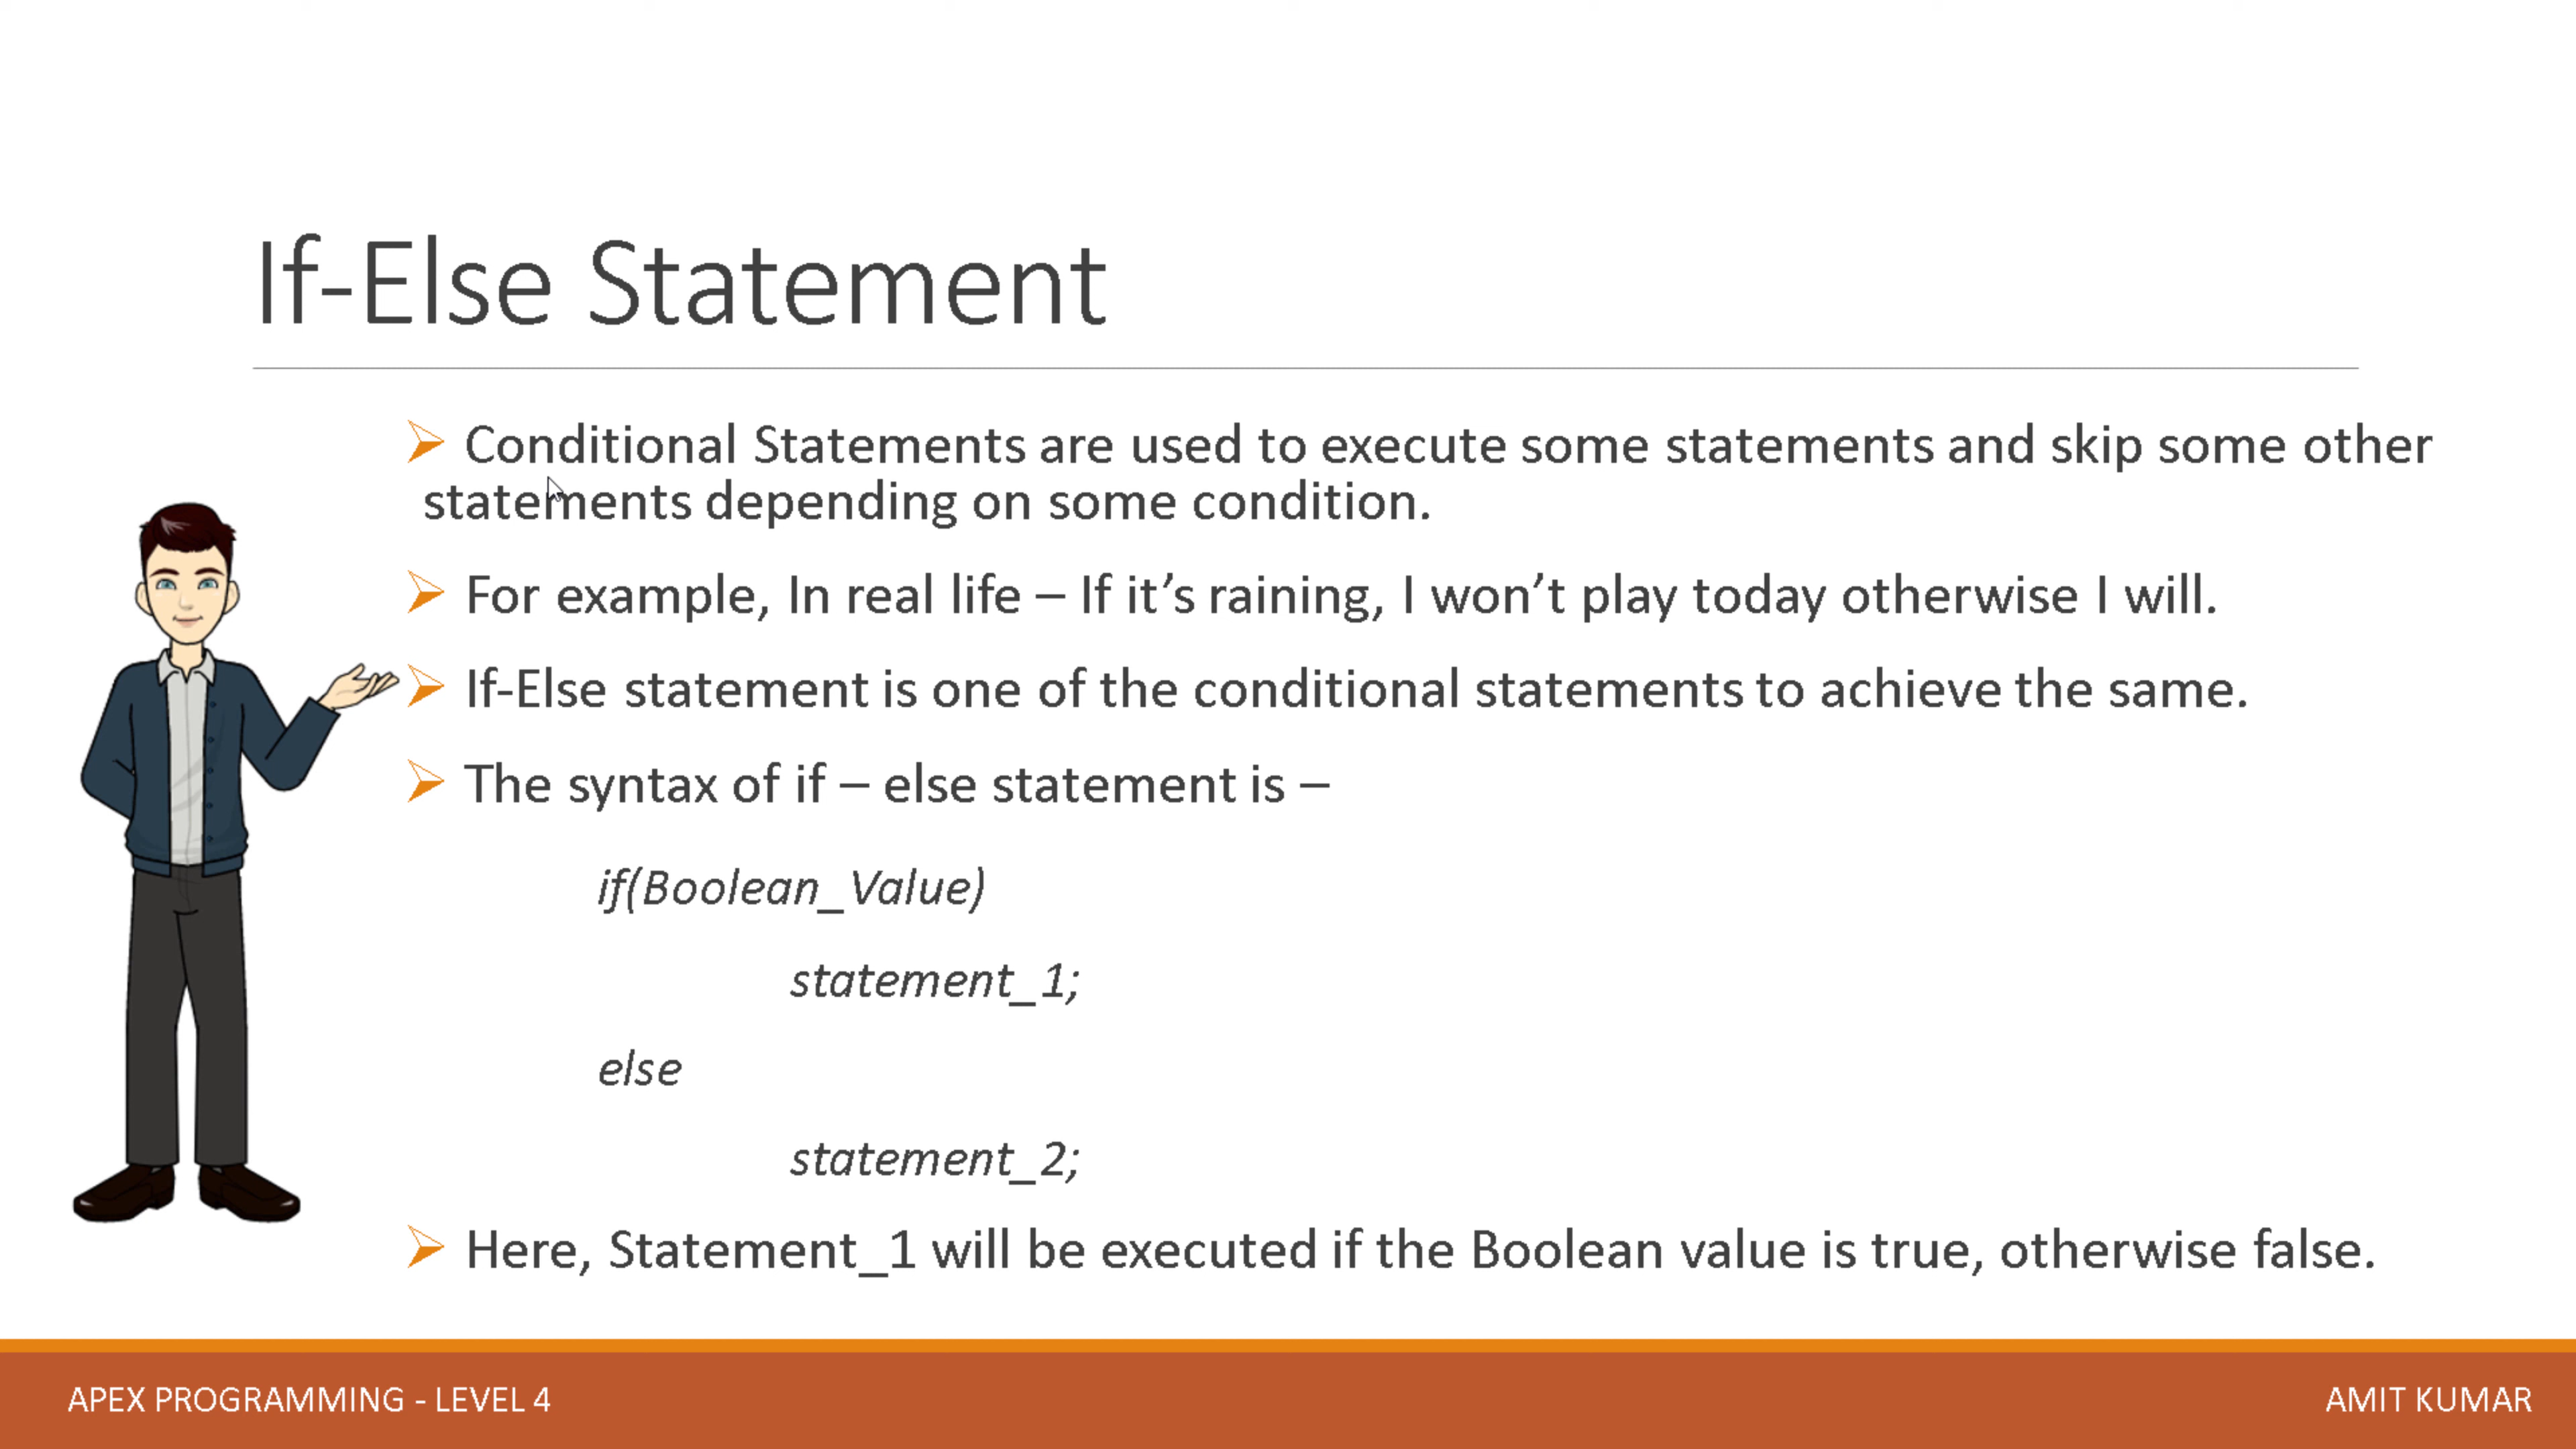 If-Else Statement
Conditional Statements are used to execute some statements and skip some other
statements depending on some condition.
For example, In real life – If it’s raining, I won’t play today otherwise I will.
If-Else statement is one of the conditional statements to achieve the same.
The syntax of if – else statement is –
if(Boolean_Value)
statement_1;
else
statement_2;
Here, Statement_1 will be executed if the Boolean value is true, otherwise false.
APEX PROGRAMMING - LEVEL 4
AMIT KUMAR